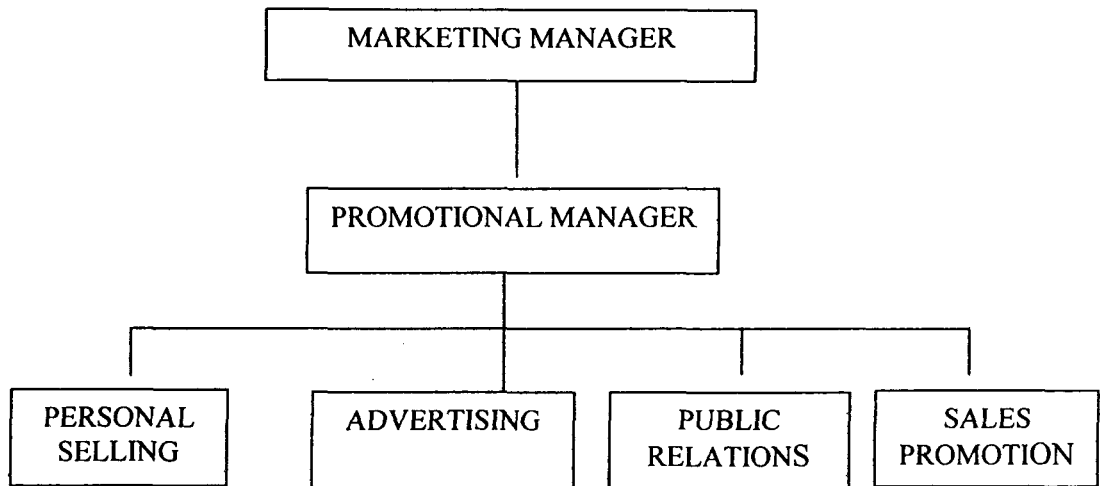 MARKETING MANAGER
PROMOTIONAL MANAGER
PERSONAL
SELLING
ADVERTISING
PUBLIC
RELATIONS
SALES
PROMOTION